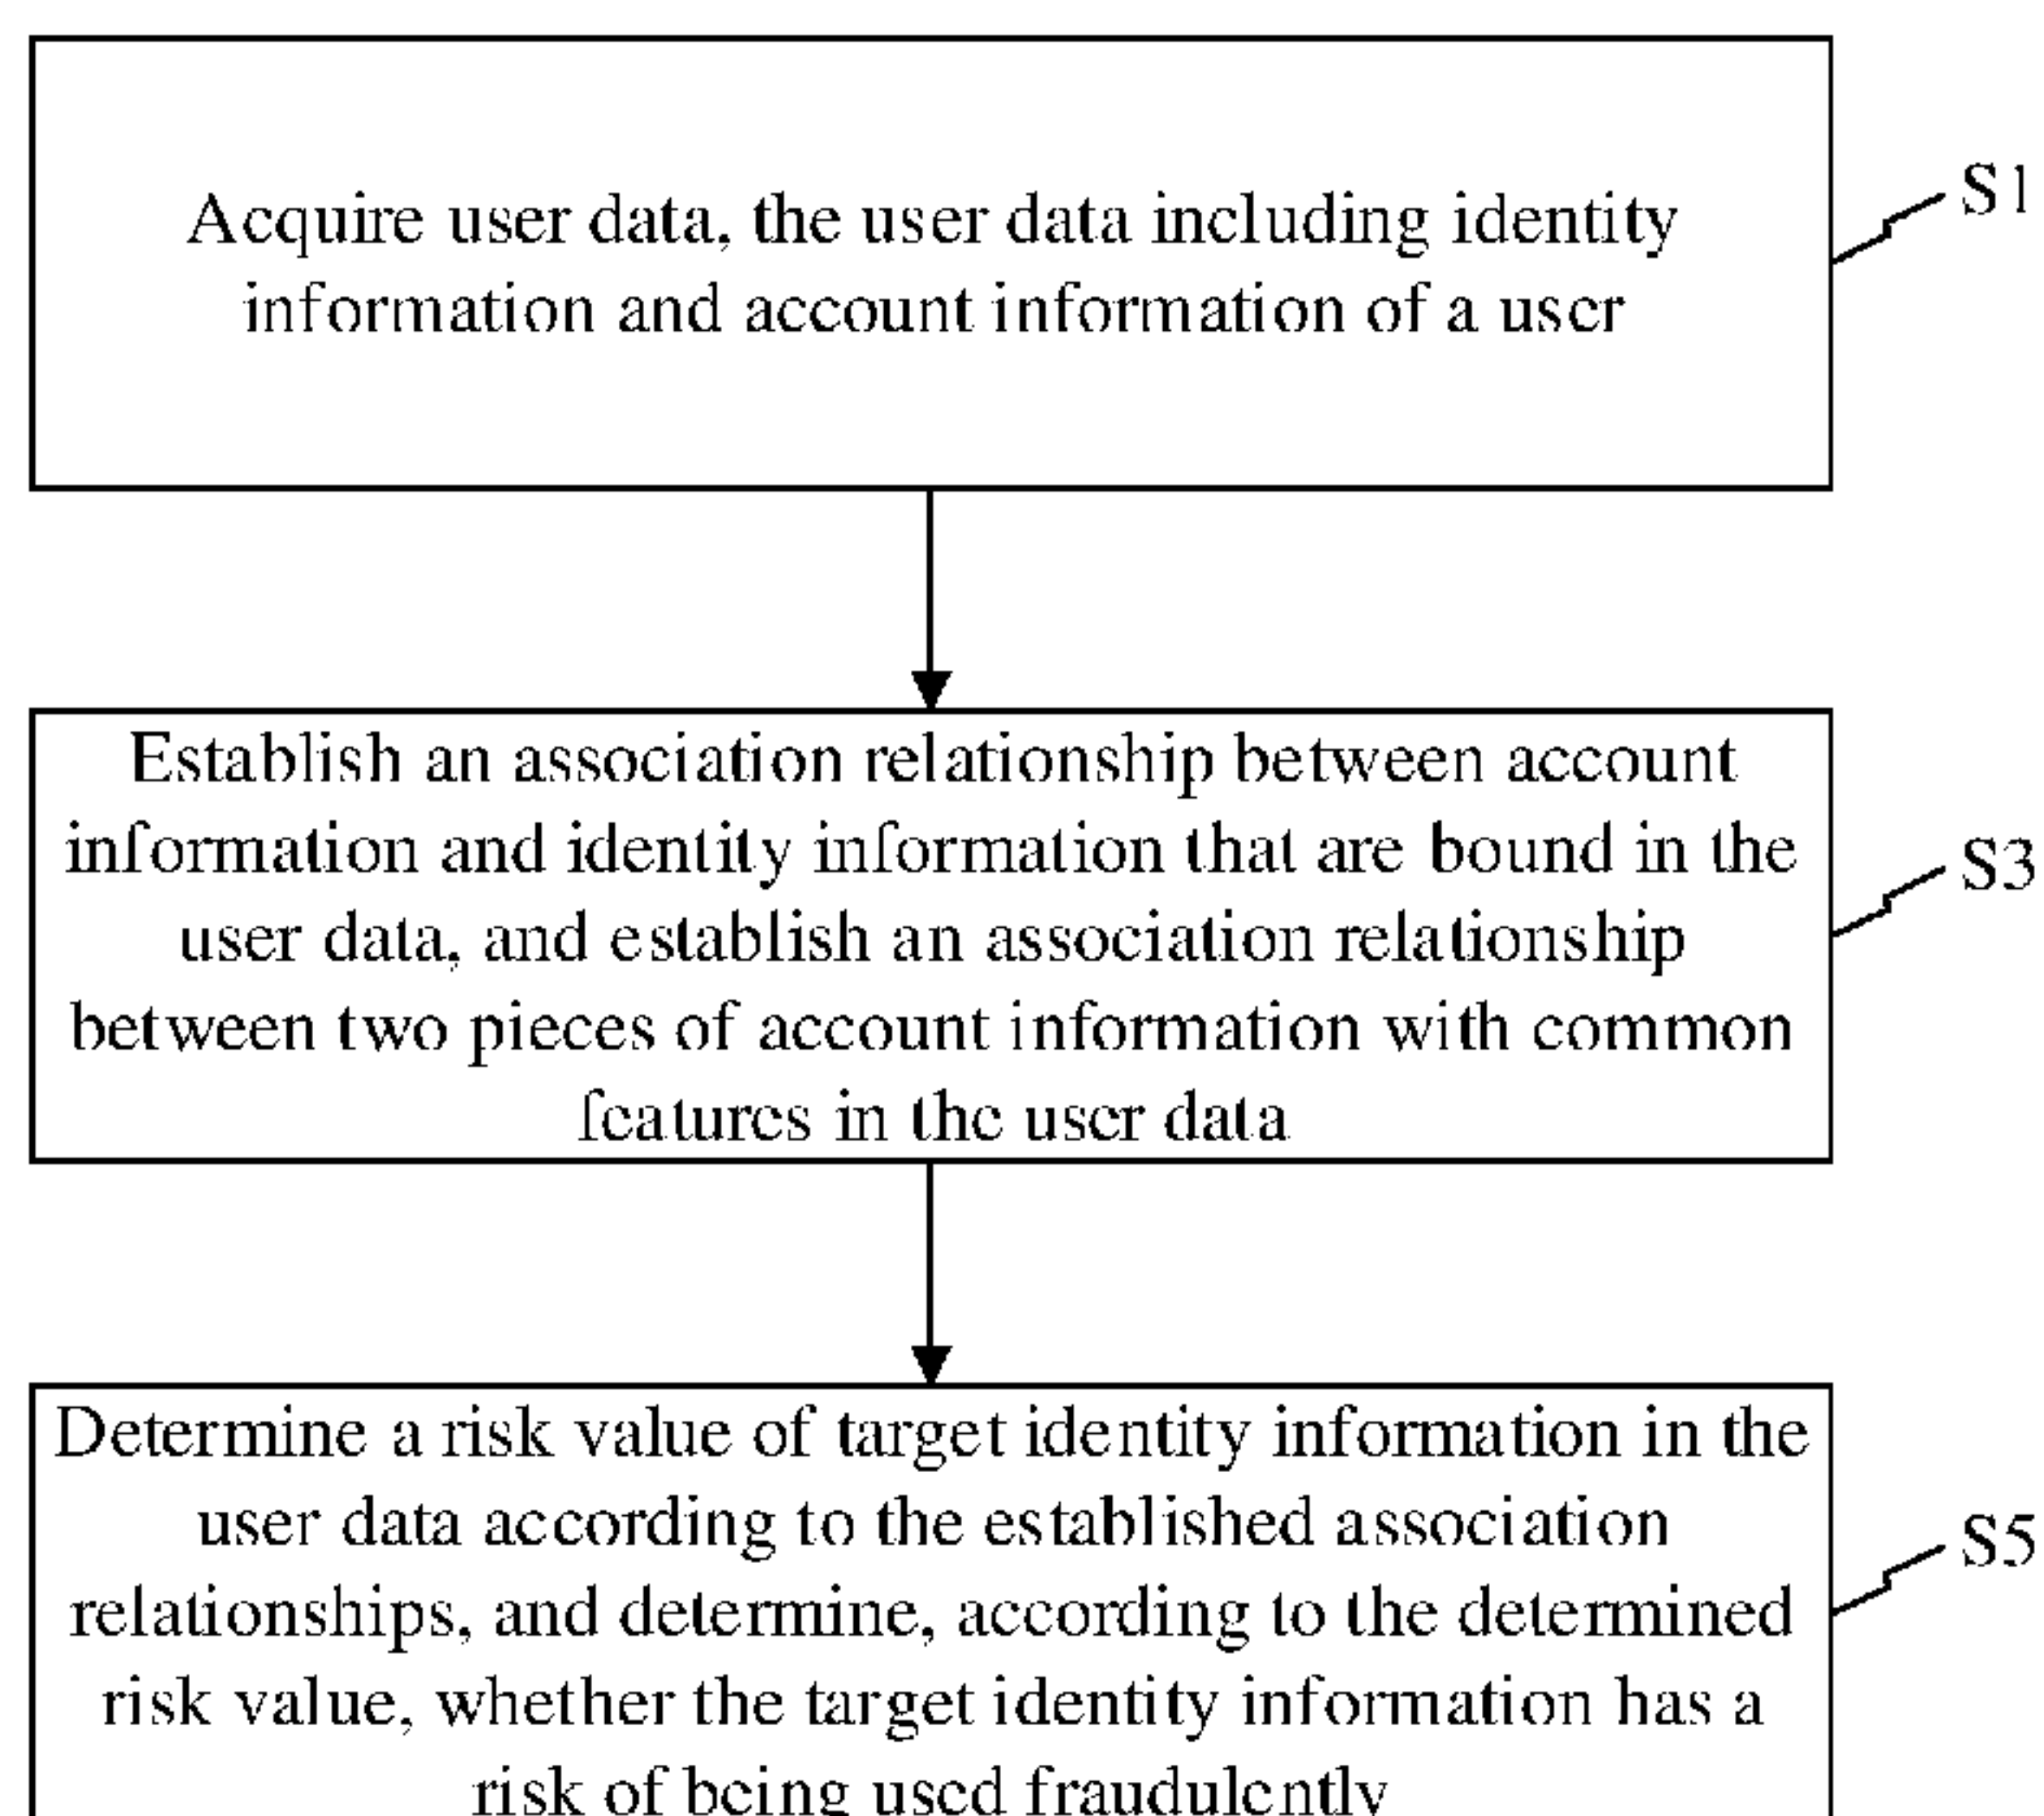 Acquire user data, the user data including identity
information and account information of a user
S1
Establish an association relationship between account
information and identity information that are bound in the
user data, and establish an association relationship
between two pieces of account information with common
features in the user data
S3
Determine a risk value of target identity information in the
user data according to the established association
relationships, and determine, according to the determined
risk value, whether the target identity information has a
risk of being used fraudulently
S5